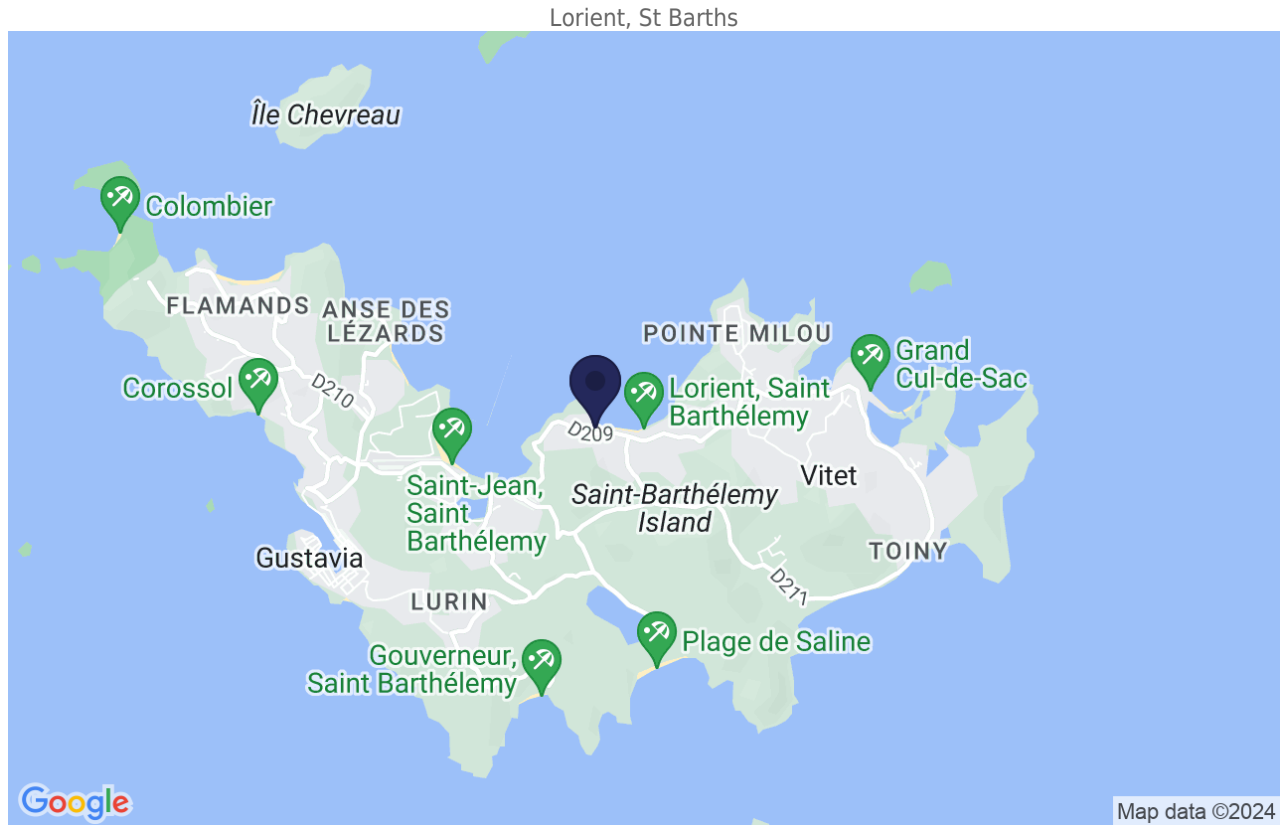 Lorient, St Barths
Île Chevreau
Colombier
FLAMANDS
ANSE DES
LÉZARDS
POINTE MILOU
Grand
Cul-de-Sac
Corossol
D210
Lorient, Saint
Barthélemy
D209
Saint-Jean,
Saint
Barthélemy
Saint-Barthélemy
Island
Vitet
Gustavia
TOINY
LURIN
D211
Plage de Saline
Gouverneur,
Saint Barthélemy
Google
Map data ©2024